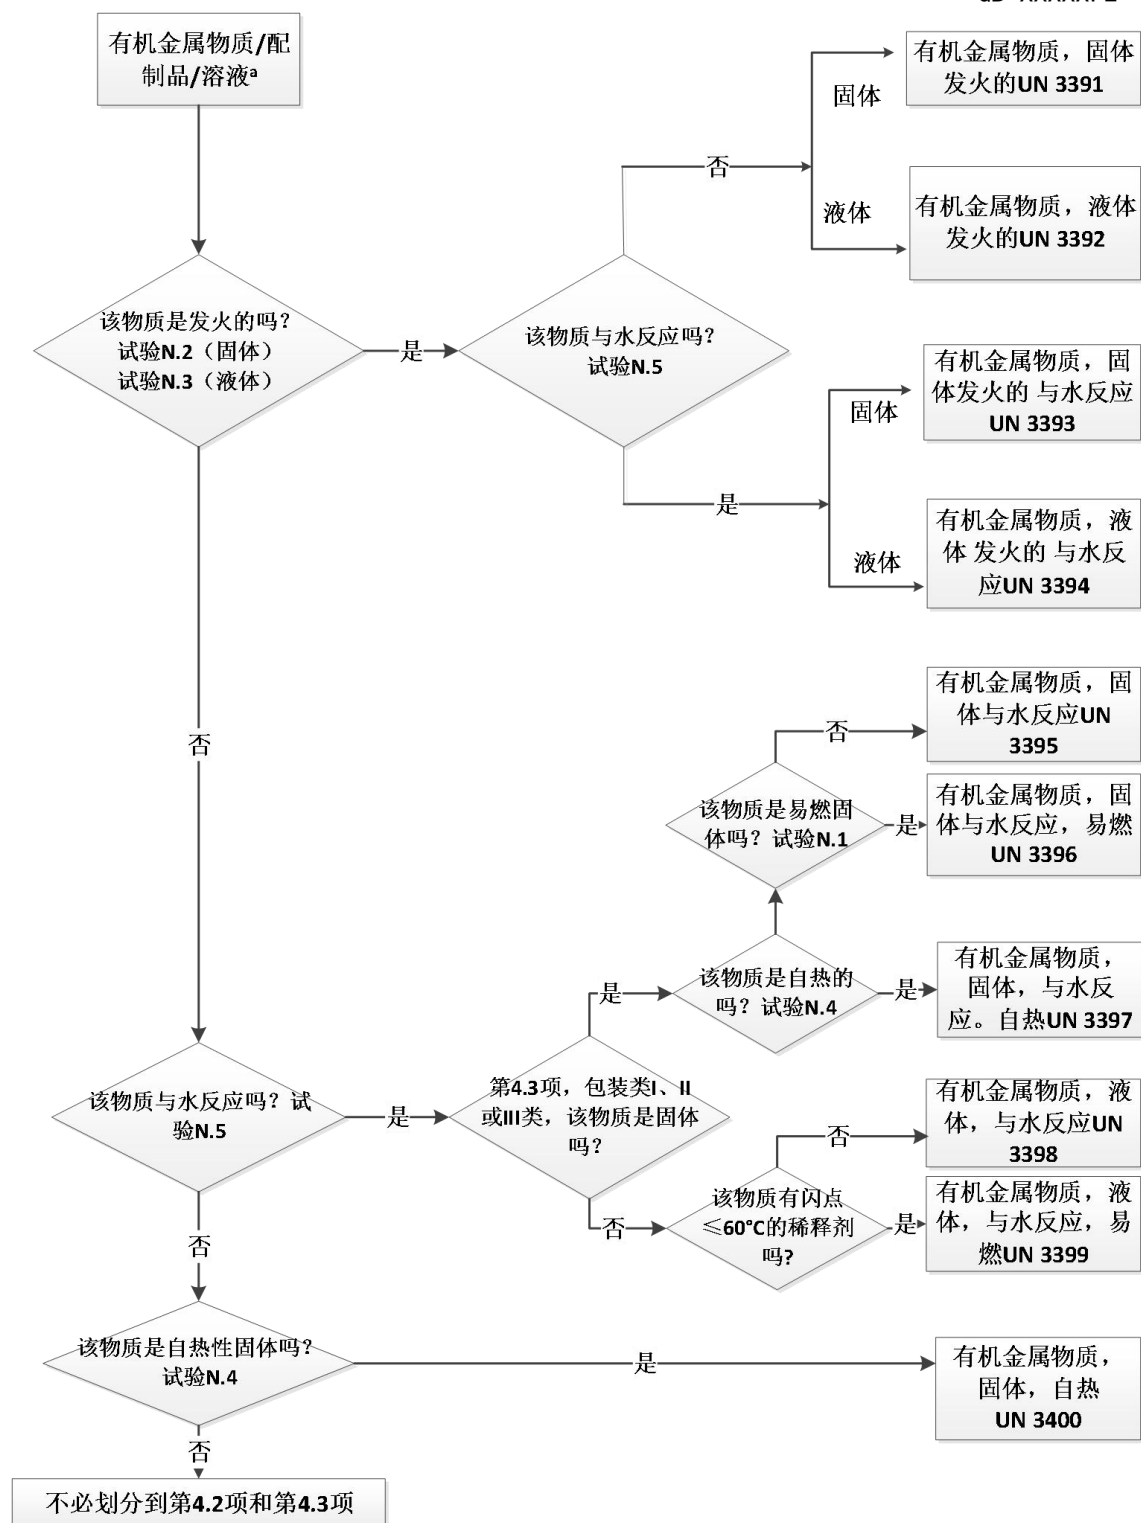 有机金属物质/配
制品/溶液a
固体
有机金属物质，固体
发火的UN 3391
否
液体
有机金属物质，液体
发火的UN 3392
该物质是发火的吗？
试验N.2（固体）
试验N.3（液体）
是
该物质与水反应吗？
试验N.5
固体
有机金属物质，固
体发火的 与水反应
UN 3393
是
液体
有机金属物质，液
体 发火的 与水反
应UN 3394
否
否
有机金属物质，固
体与水反应UN
3395
该物质是易燃固
体吗？试验N.1
是
有机金属物质，固
体与水反应，易燃
UN 3396
是
该物质是自热的
吗？试验N.4
是
有机金属物质，
固体，与水反
应。自热UN 3397
该物质与水反应吗？试
验N.5
是
第4.3项，包装类I、II
或III类，该物质是固体
吗？
否
有机金属物质，液
体，与水反应UN
3398
否
该物质有闪点
≤60°C的稀释剂
吗?
是
有机金属物质，液
体，与水反应，易
燃UN 3399
否
该物质是自热性固体吗？
试验N.4
是
有机金属物质，
固体，自热
UN 3400
否
不必划分到第4.2项和第4.3项